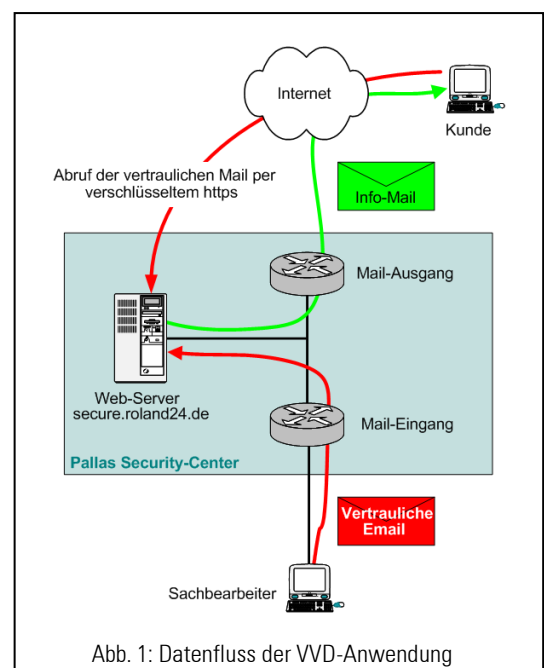 Internet
Kunde
Abruf der vertraulichen Mail per
verschlüsseltem https
Info-Mail
Mail-Ausgang
Web-Server
secure.roland24.de
Mail-Eingang
Pallas Security-Center
Vertrauliche
Email
Sachbearbeiter
Abb. 1: Datenfluss der VVD-Anwendung